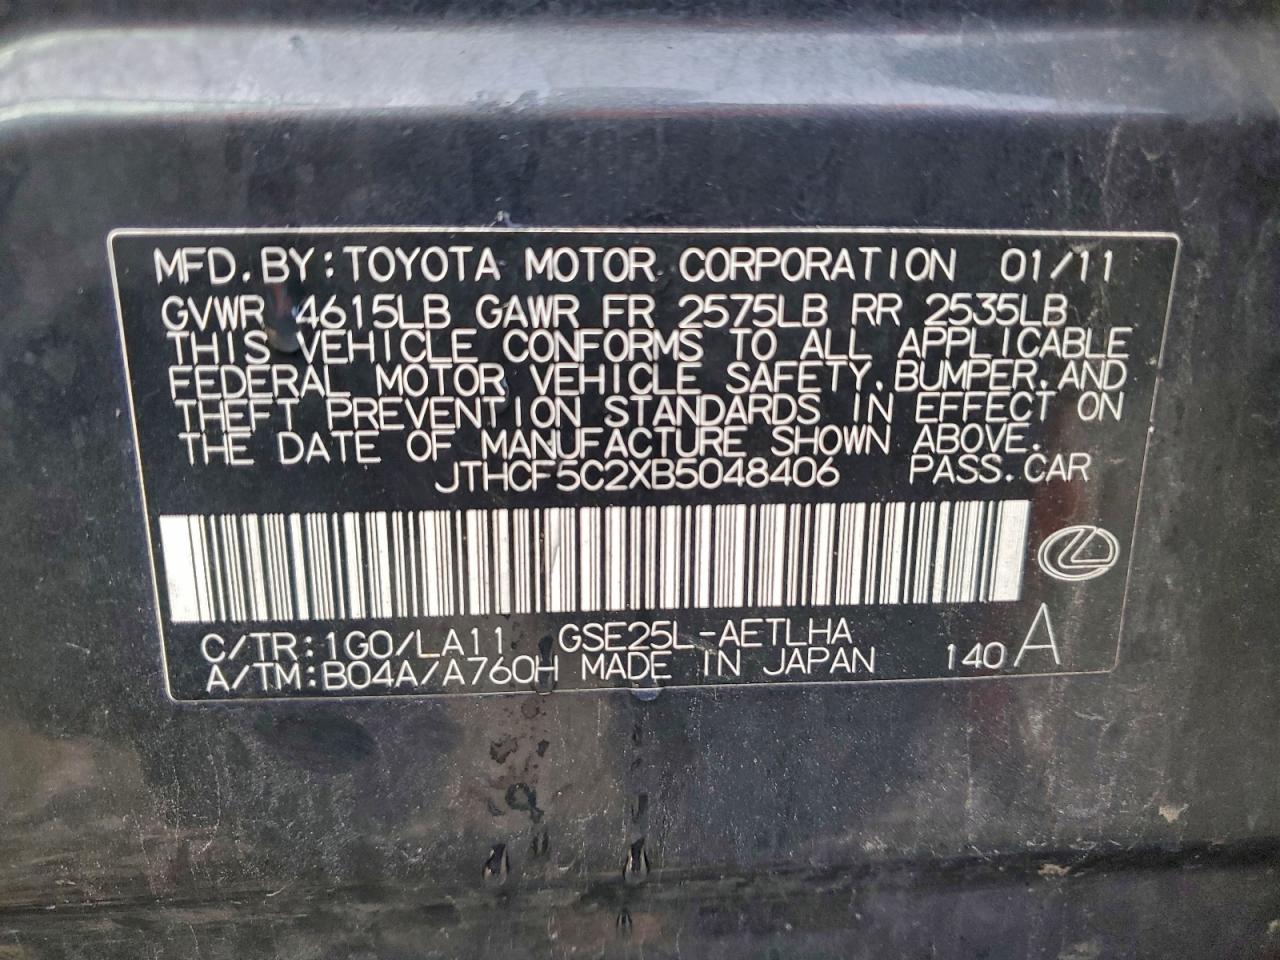 MFD.BY:TOYOTA MOTOR CORPORATION 01/11
GVWR 4615LB GAWR FR 2575LB RR 2535LB
THIS VEHICLE CONFORMS TO ALL APPLICABLE
FEDERAL MOTOR VEHICLE SAFETY,BUMPER,AND
THEFT PREVENTION STANDARDS IN EFFECT ON
THE DATE OF MANUFACTURE SHOWN ABOVE.
JTHCF5C2XB5048406 PASS.CAR
C/TR:1G0/LA11 GSE25L-AETLHA
A/TM:B04A/A760H MADE IN JAPAN 140 A